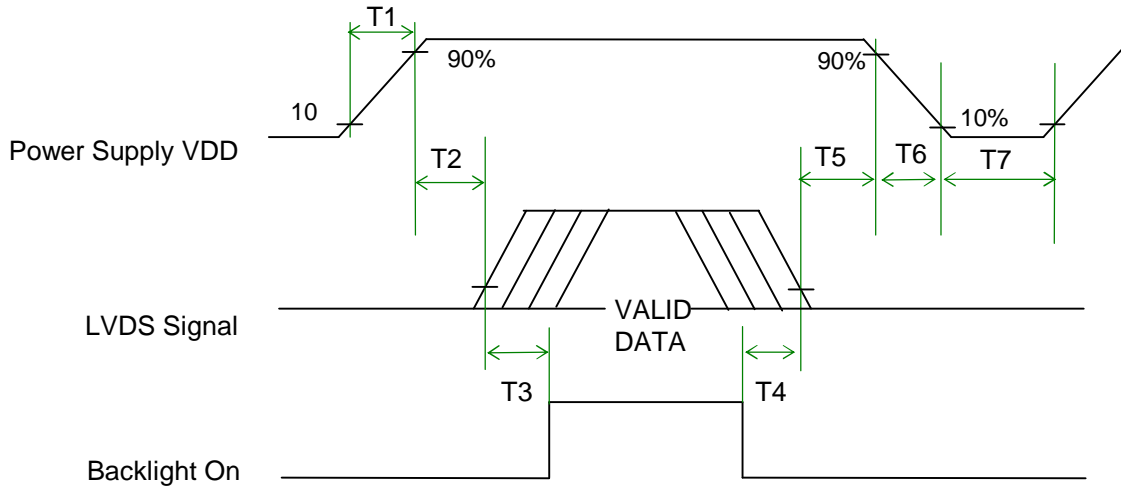 T1
90%
90%
10
10%
Power Supply VDD
T2
T5
T6
T7
VALID
DATA
LVDS Signal
T3
T4
Backlight On